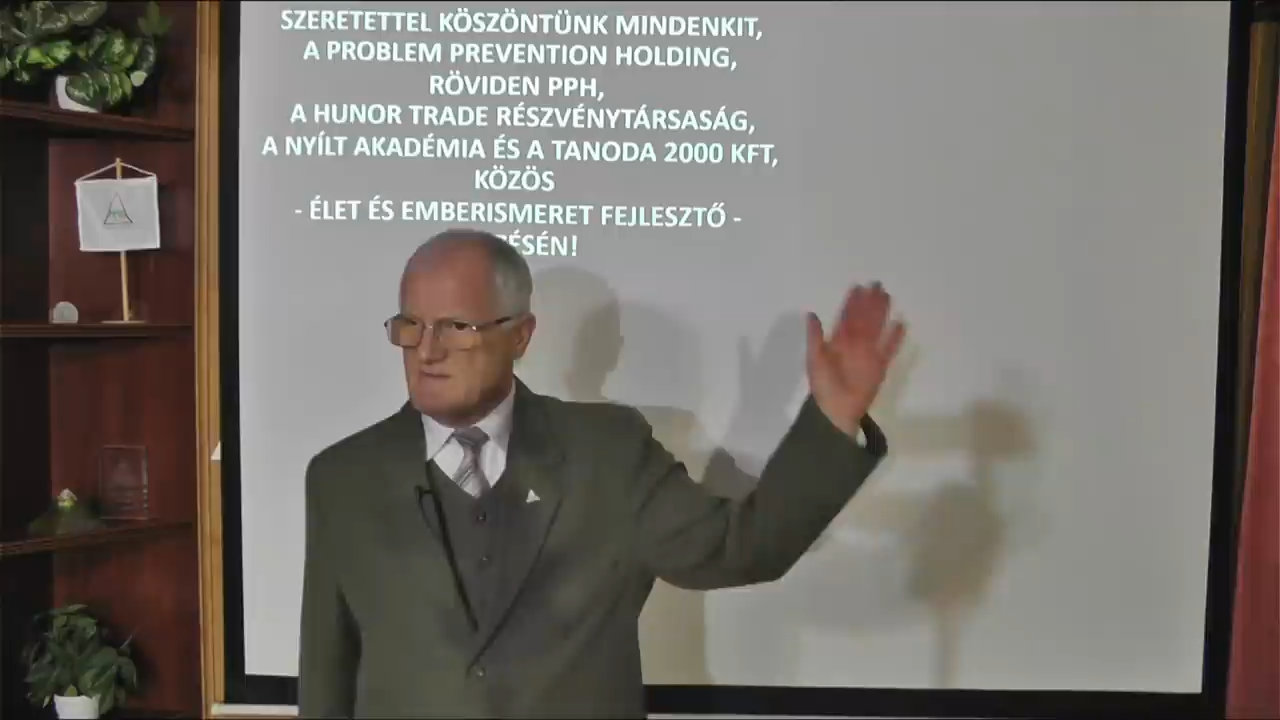 SZERETETTEL KÖSZÖNTÜNK MINDENKIT,
A PROBLEM PREVENTION HOLDING,
RÖVIDEN PPH,
A HUNOR TRADE RÉSZVÉNYTÁRSASÁG,
A NYÍLT AKADÉMIA ÉS A TANODA 2000 KFT,
KÖZÖS
- ÉLET ÉS EMBERISMERET FEJLESZTŐ -